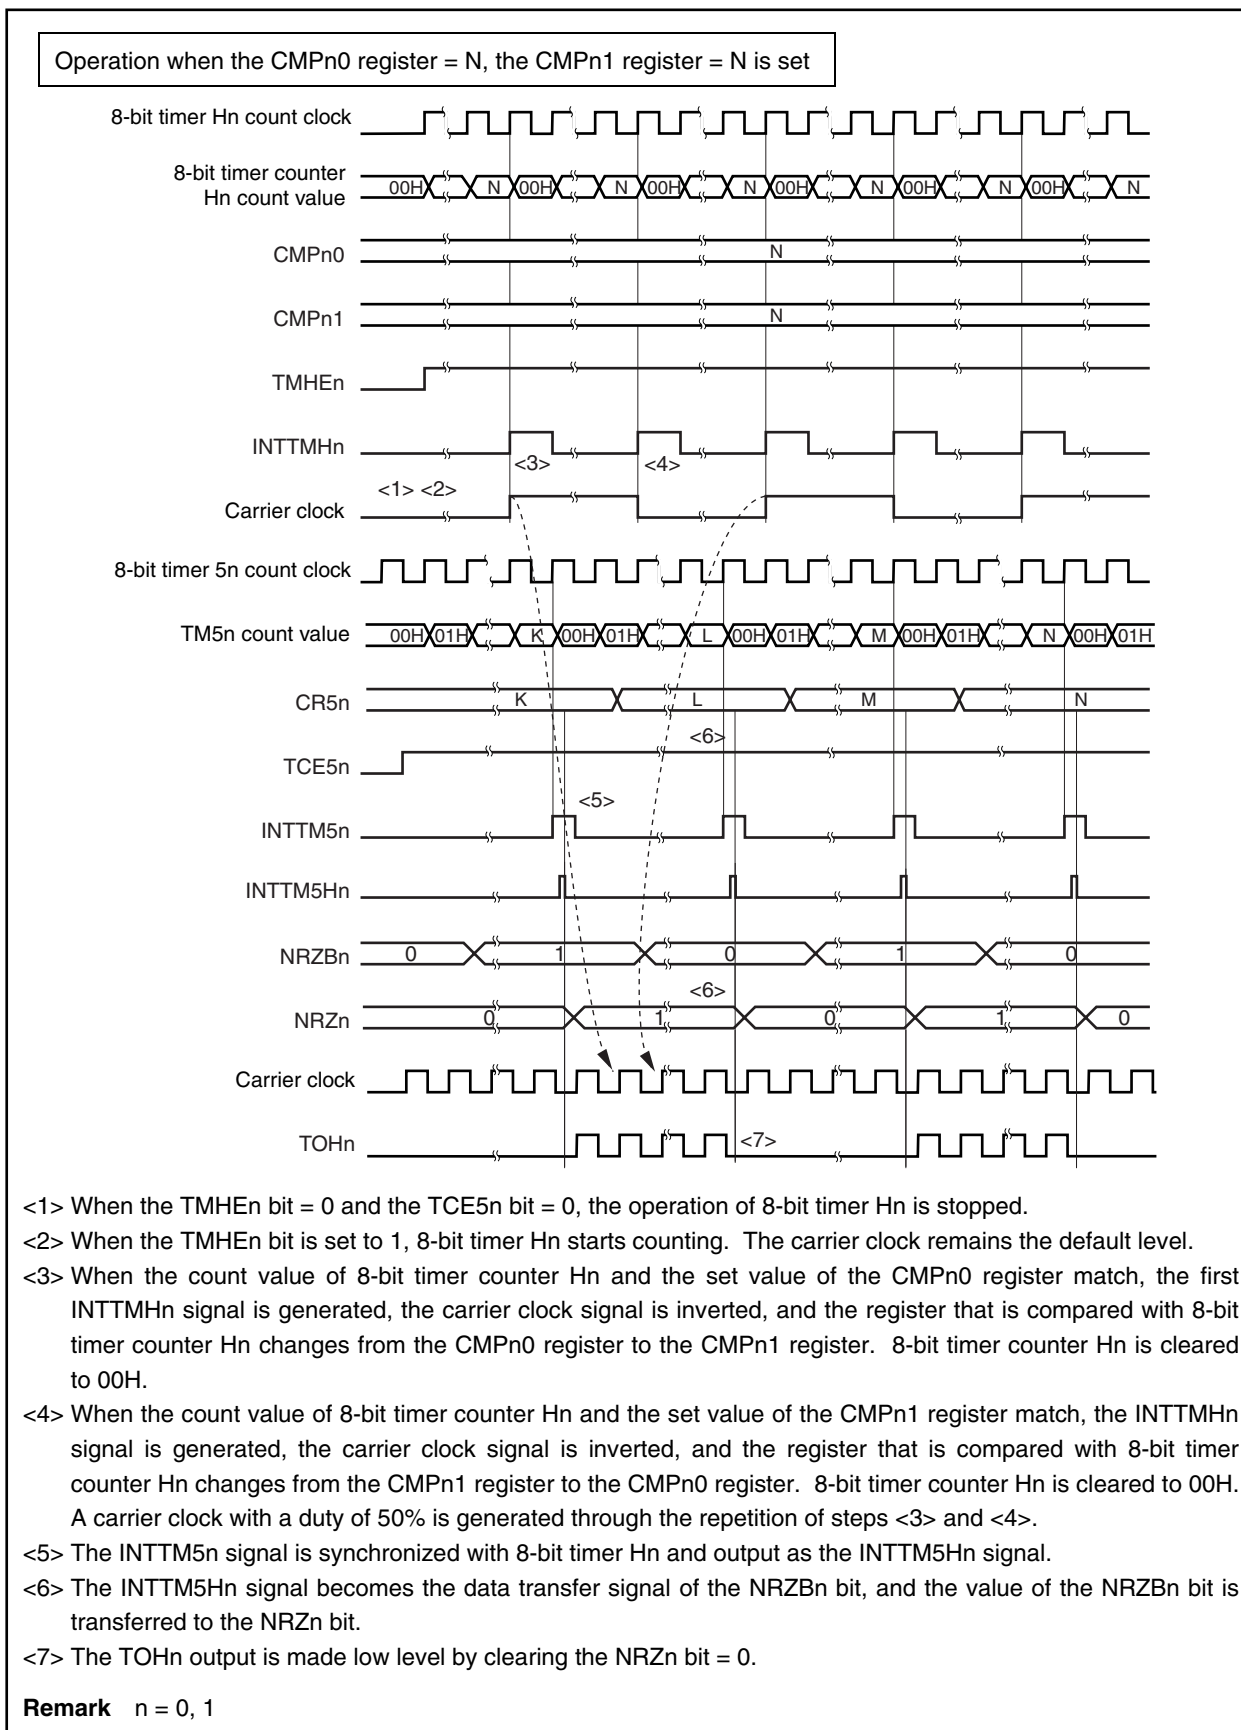 Operation when the CMPn0 register = N, the CMPn1 register = N is set
8-bit timer Hn count clock
8-bit timer counter
Hn count value
00H N 00H N 00H N 00H N 00H N 00H N
CMPn0
N
CMPn1
N
TMHEn
INTTMHn
<3> <4>
<1> <2>
Carrier clock
8-bit timer 5n count clock
TM5n count value
00H 01H K 00H 01H L 00H 01H M 00H 01H N 00H 01H
CR5n
K L M N
<6>
TCE5n
<5>
INTTM5n
INTTM5Hn
NRZBn
0 1 0 1 0
<6>
NRZn
0 1 0 1 0
Carrier clock
TOHn
<7>
<1> When the TMHEn bit = 0 and the TCE5n bit = 0, the operation of 8-bit timer Hn is stopped.
<2> When the TMHEn bit is set to 1, 8-bit timer Hn starts counting. The carrier clock remains the default level.
<3> When the count value of 8-bit timer counter Hn and the set value of the CMPn0 register match, the first
INTTMHn signal is generated, the carrier clock signal is inverted, and the register that is compared with 8-bit
timer counter Hn changes from the CMPn0 register to the CMPn1 register. 8-bit timer counter Hn is cleared
to 00H.
<4> When the count value of 8-bit timer counter Hn and the set value of the CMPn1 register match, the INTTMHn
signal is generated, the carrier clock signal is inverted, and the register that is compared with 8-bit timer
counter Hn changes from the CMPn1 register to the CMPn0 register. 8-bit timer counter Hn is cleared to 00H.
A carrier clock with a duty of 50% is generated through the repetition of steps <3> and <4>.
<5> The INTTM5n signal is synchronized with 8-bit timer Hn and output as the INTTM5Hn signal.
<6> The INTTM5Hn signal becomes the data transfer signal of the NRZBn bit, and the value of the NRZBn bit is
transferred to the NRZn bit.
<7> The TOHn output is made low level by clearing the NRZn bit = 0.
Remark n = 0, 1